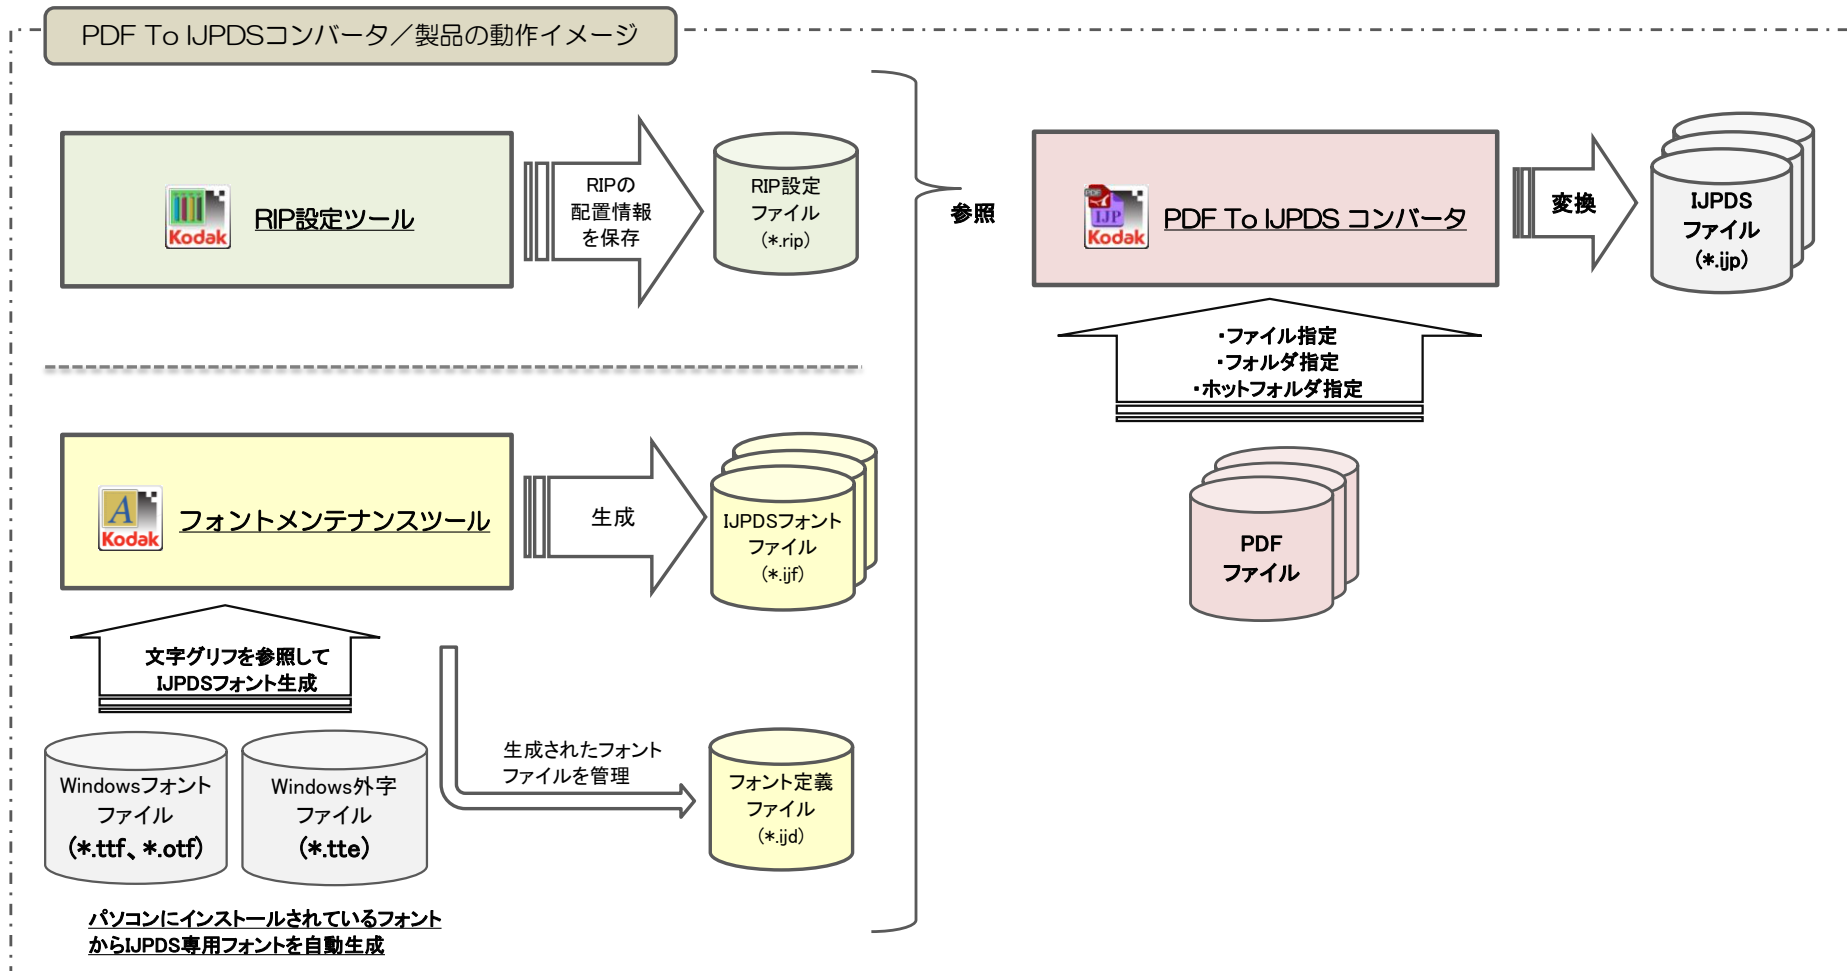 PDF To IJPDSコンバータ／製品の動作イメージ
Kodak
RIP設定ツール
RIPの
配置情報
を保存
RIP設定
ファイル
(*.rip)
参照
PDF
IJP
Kodak
PDF To IJPDS コンバータ
変換
IJPDS
ファイル
(*.ijp)
・ファイル指定
・フォルダ指定
・ホットフォルダ指定
PDF
ファイル
A
Kodak
フォントメンテナンスツール
生成
IJPDSフォント
ファイル
(*.ijf)
文字グリフを参照して
IJPDSフォント生成
Windowsフォント
ファイル
(*.ttf、*.otf)
Windows外字
ファイル
(*.tte)
生成されたフォント
ファイルを管理
フォント定義
ファイル
(*.ijd)
パソコンにインストールされているフォント
からIJPDS専用フォントを自動生成